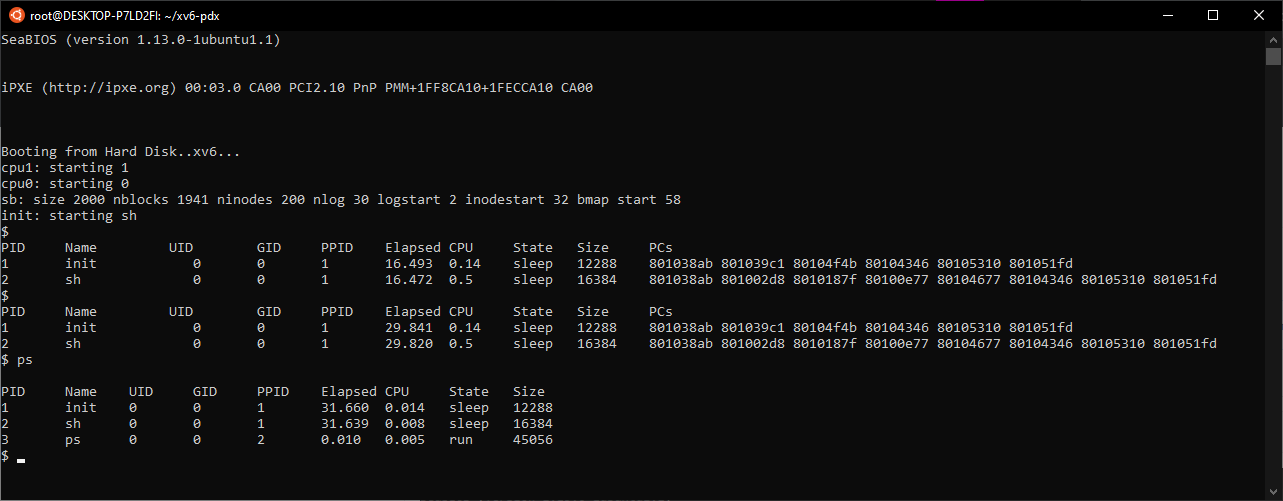 root@DESKTOP-P7LD2FI: ~/xv6-pdx
SeaBIOS (version 1.13.0-1ubuntu1.1)
iPXE (http://ipxe.org) 00:03.0 CA00 PCI2.10 PnP PMM+1FF8CA10+1FECCA10 CA00
Booting from Hard Disk..xv6...
cpu1: starting 1
cpu0: starting 0
sb: size 2000 nblocks 1941 ninodes 200 nlog 30 logstart 2 inodestart 32 bmap start 58
init: starting sh
$
PID Name UID GID PPID Elapsed CPU State Size PCs
1 init 0 0 1 16.493 0.14 sleep 12288 801038ab 801039c1 80104f4b 80104346 80105310 801051fd
2 sh 0 0 1 16.472 0.5 sleep 16384 801038ab 801002d8 8010187f 80100e77 80104677 80104346 80105310 801051fd
$
PID Name UID GID PPID Elapsed CPU State Size PCs
1 init 0 0 1 29.841 0.14 sleep 12288 801038ab 801039c1 80104f4b 80104346 80105310 801051fd
2 sh 0 0 1 29.820 0.5 sleep 16384 801038ab 801002d8 8010187f 80100e77 80104677 80104346 80105310 801051fd
$ ps
PID Name UID GID PPID Elapsed CPU State Size
1 init 0 0 1 31.660 0.014 sleep 12288
2 sh 0 0 1 31.639 0.008 sleep 16384
3 ps 0 0 2 0.010 0.005 run 45056
$